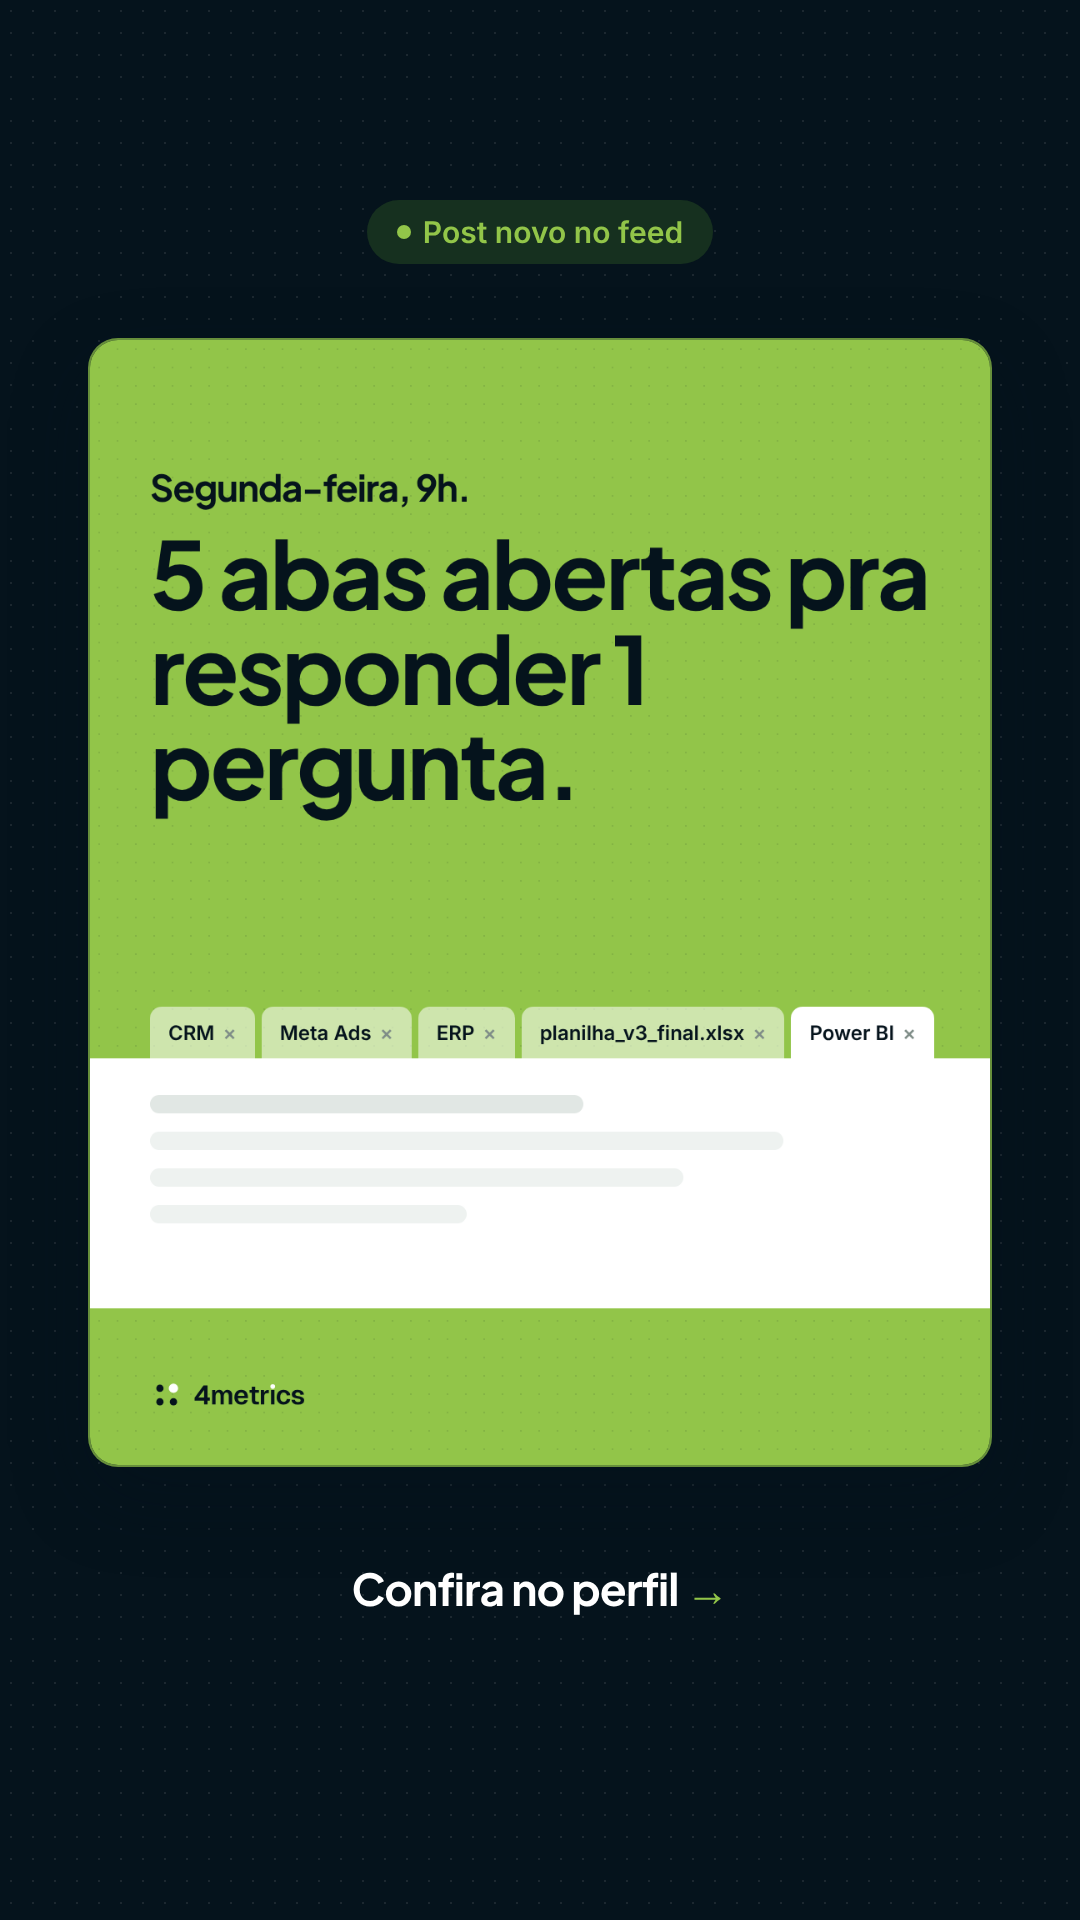 Post novo no feed
Segunda-feira, 9h.
5 abas abertas pra
responder 1
pergunta.
CRM × Meta Ads × ERP × planilha_v3_final.xlsx × Power BI ×
4metrics
Confira no perfil →